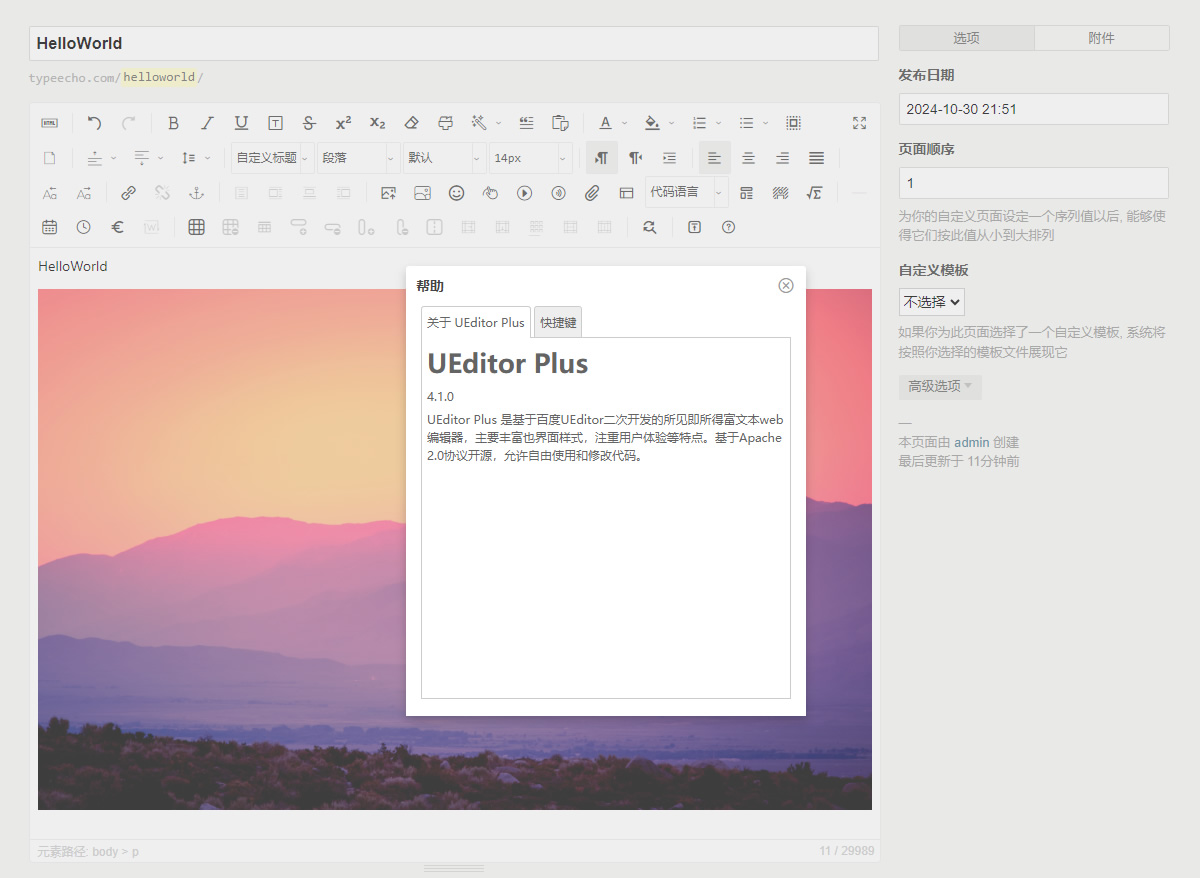 HelloWorld
typeecho.com/helloworld/
HTML
自定义标题 段落 默认 14px
代码语言
HelloWorld
帮助
关于 UEditor Plus 快捷键
UEditor Plus
4.1.0
UEditor Plus 是基于百度UEditor二次开发的所见即所得富文本web
编辑器，主要丰富也界面样式，注重用户体验等特点。基于Apache
2.0协议开源，允许自由使用和修改代码。
元素路径: body > p
11 / 29989
选项 附件
发布日期
2024-10-30 21:51
页面顺序
1
为你的自定义页面设定一个序列值以后, 能够使
得它们按此值从小到大排列
自定义模板
不选择
如果你为此页面选择了一个自定义模板, 系统将
按照你选择的模板文件展现它
高级选项
—
本页面由 admin 创建
最后更新于 11分钟前